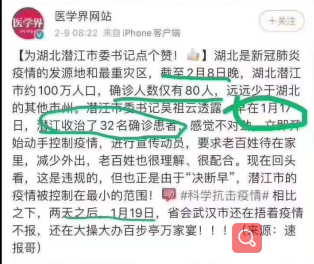 医学界网站
2-9 08:22 来自 iPhone客户端
+关注
【为湖北潜江市委书记点个赞！👍】湖北是新冠肺炎
疫情的发源地和最重灾区，截至2月8日晚，湖北潜江
市约100万人口，确诊人数仅有80人，远远少于湖北
的其他市州。潜江市委书记吴祖云透露，早在1月17
日，潜江收治了32名确诊患者，感觉不对劲，立即开
始动手控制疫情，进行宣传动员，要求老百姓待在家
里，减少外出，老百姓也很理解、很配合。现在回头
看，这是违规的，但也正是由于“决断早”，潜江市的
疫情被控制在最小的范围！#科学抗击疫情# 相比
之下，两天之后，1月19日，省会武汉市还在捂着疫情
不报，还在大操大办百步亭万家宴！！！（来源：速
报哥）